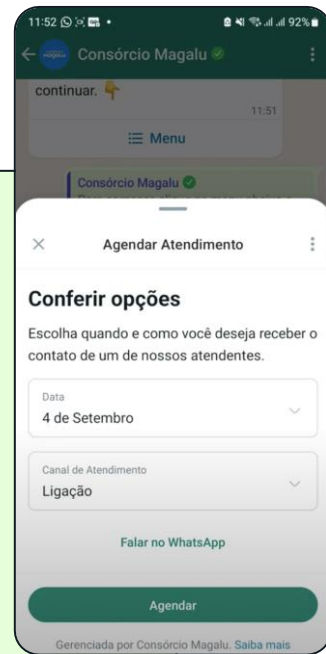 11:52
92%
Consórcio Magalu
continuar. 👇
11:51
Menu
Consórcio Magalu
Agendar Atendimento
Conferir opções
Escolha quando e como você deseja receber o
contato de um de nossos atendentes.
Data
4 de Setembro
Canal de Atendimento
Ligação
Falar no WhatsApp
Agendar
Gerenciada por Consórcio Magalu. Saiba mais